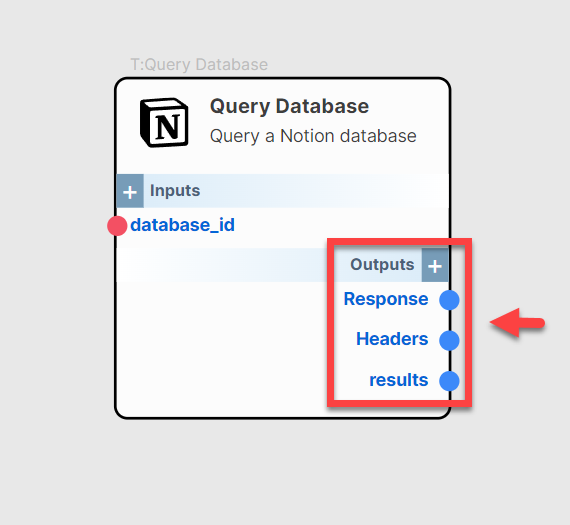 T:Query Database
N
Query Database
Query a Notion database
+ Inputs
database_id
Outputs +
Response
Headers
results